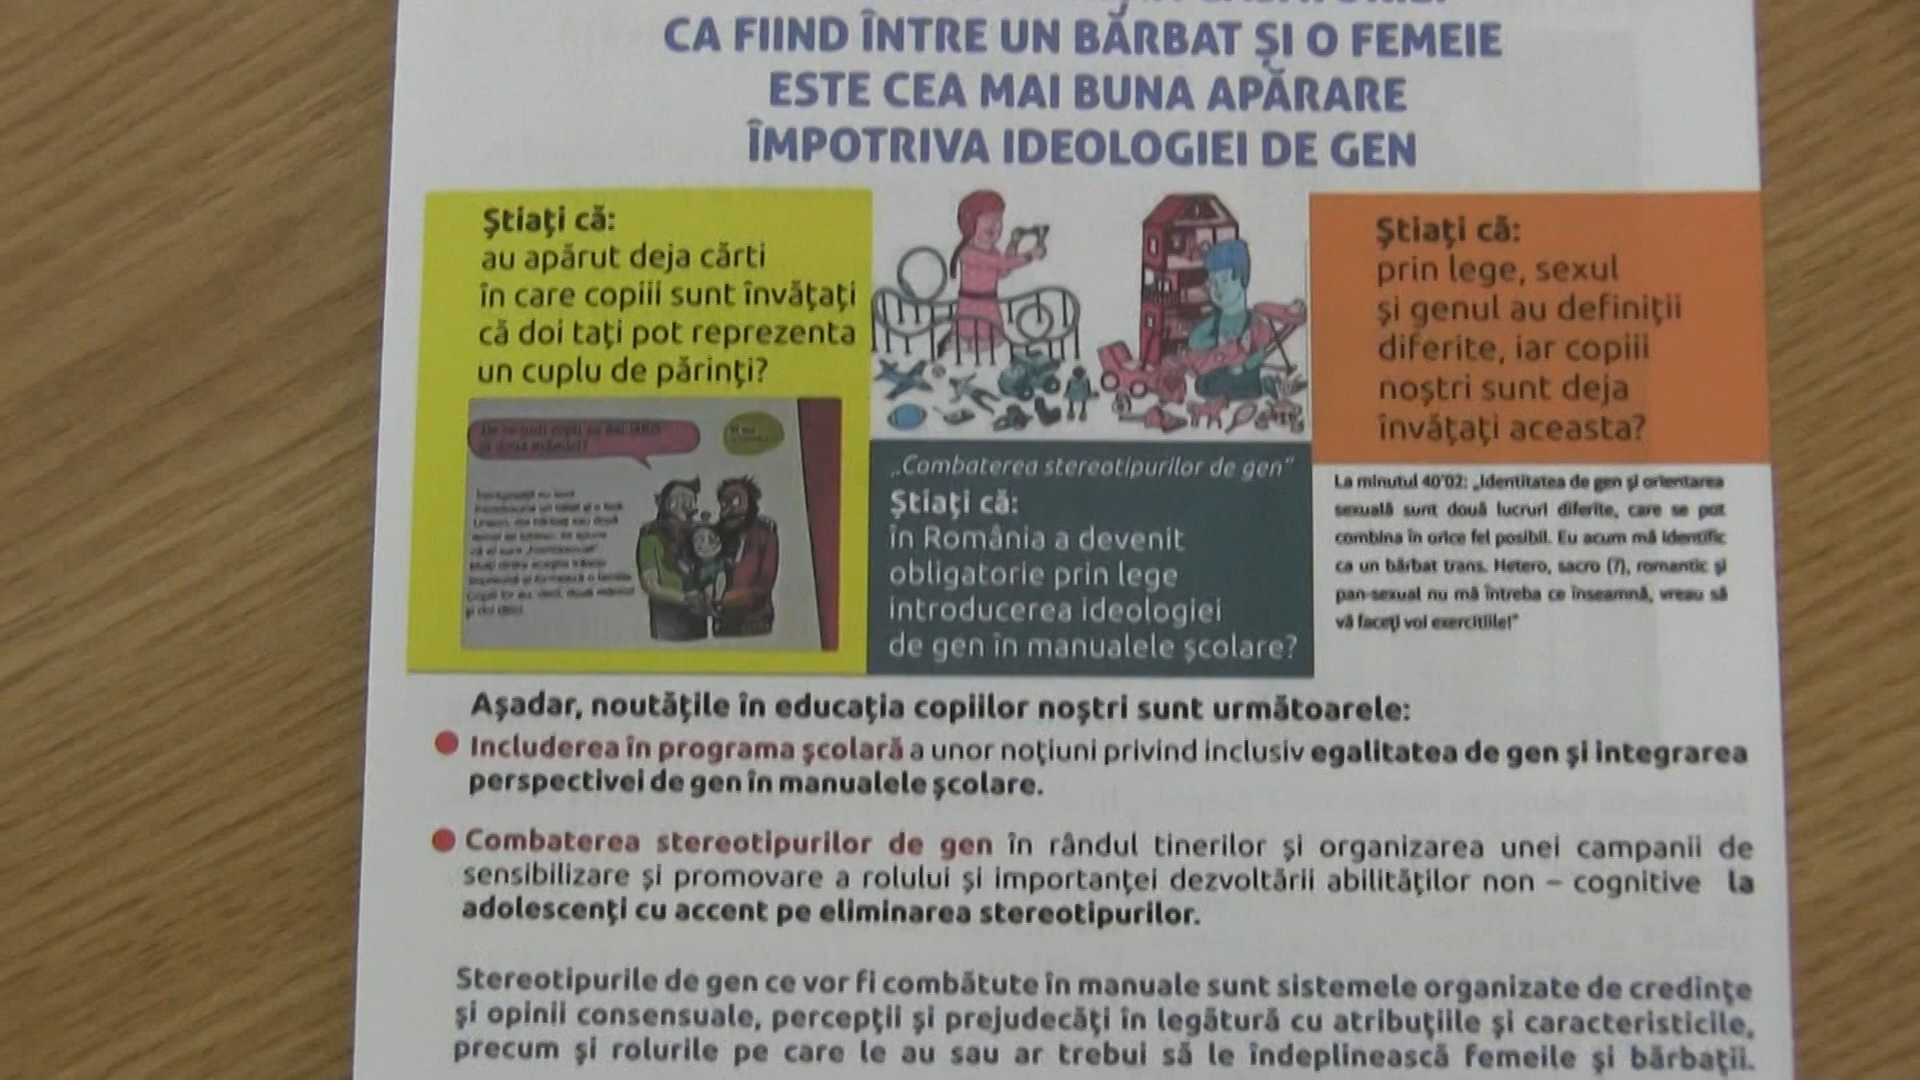 CA FIIND ÎNTRE UN BĂRBAT ŞI O FEMEIE
ESTE CEA MAI BUNA APĂRARE
ÎMPOTRIVA IDEOLOGIEI DE GEN
Ştiaţi că:
au apărut deja cărti
în care copiii sunt învăţaţi
că doi taţi pot reprezenta
un cuplu de părinţi?
„Combaterea stereotipurilor de gen”
Ştiaţi că:
în România a devenit
obligatorie prin lege
introducerea ideologiei
de gen în manualele şcolare?
Ştiaţi că:
prin lege, sexul
şi genul au definiţii
diferite, iar copiii
noştri sunt deja
învăţaţi aceasta?
La minutul 40'02: „Identitatea de gen şi orientarea
sexuală sunt două lucruri diferite, care se pot
combina în orice fel posibil. Eu acum mă identific
ca un bărbat trans. Hetero, sacro (?), romantic şi
pan-sexual nu mă întreba ce înseamnă, vreau să
vă faceţi voi exerciţiile!”
Aşadar, noutăţile în educaţia copiilor noştri sunt următoarele:
Includerea în programa şcolară a unor noţiuni privind inclusiv egalitatea de gen şi integrarea
perspectivei de gen în manualele şcolare.
Combaterea stereotipurilor de gen în rândul tinerilor şi organizarea unei campanii de
sensibilizare şi promovare a rolului şi importanţei dezvoltării abilităţilor non – cognitive la
adolescenţi cu accent pe eliminarea stereotipurilor.
Stereotipurile de gen ce vor fi combătute în manuale sunt sistemele organizate de credinţe
şi opinii consensuale, percepţii şi prejudecăţi în legătură cu atribuţiile şi caracteristicile,
precum şi rolurile pe care le au sau ar trebui să le îndeplinească femeile şi bărbaţii.